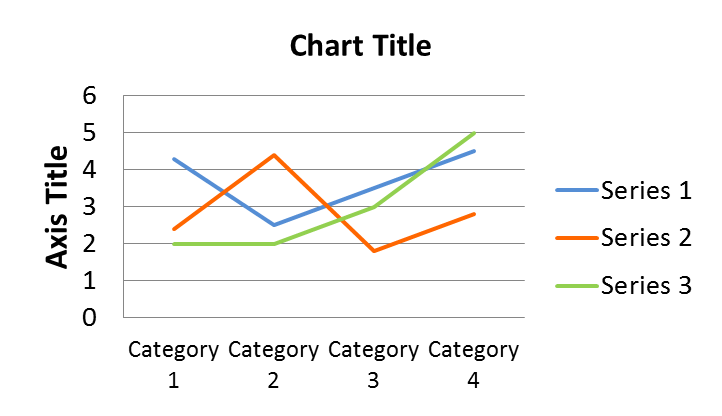 Chart Title
Axis Title
6
5
4
3
2
1
0
Category 1
Category 2
Category 3
Category 4
Series 1
Series 2
Series 3